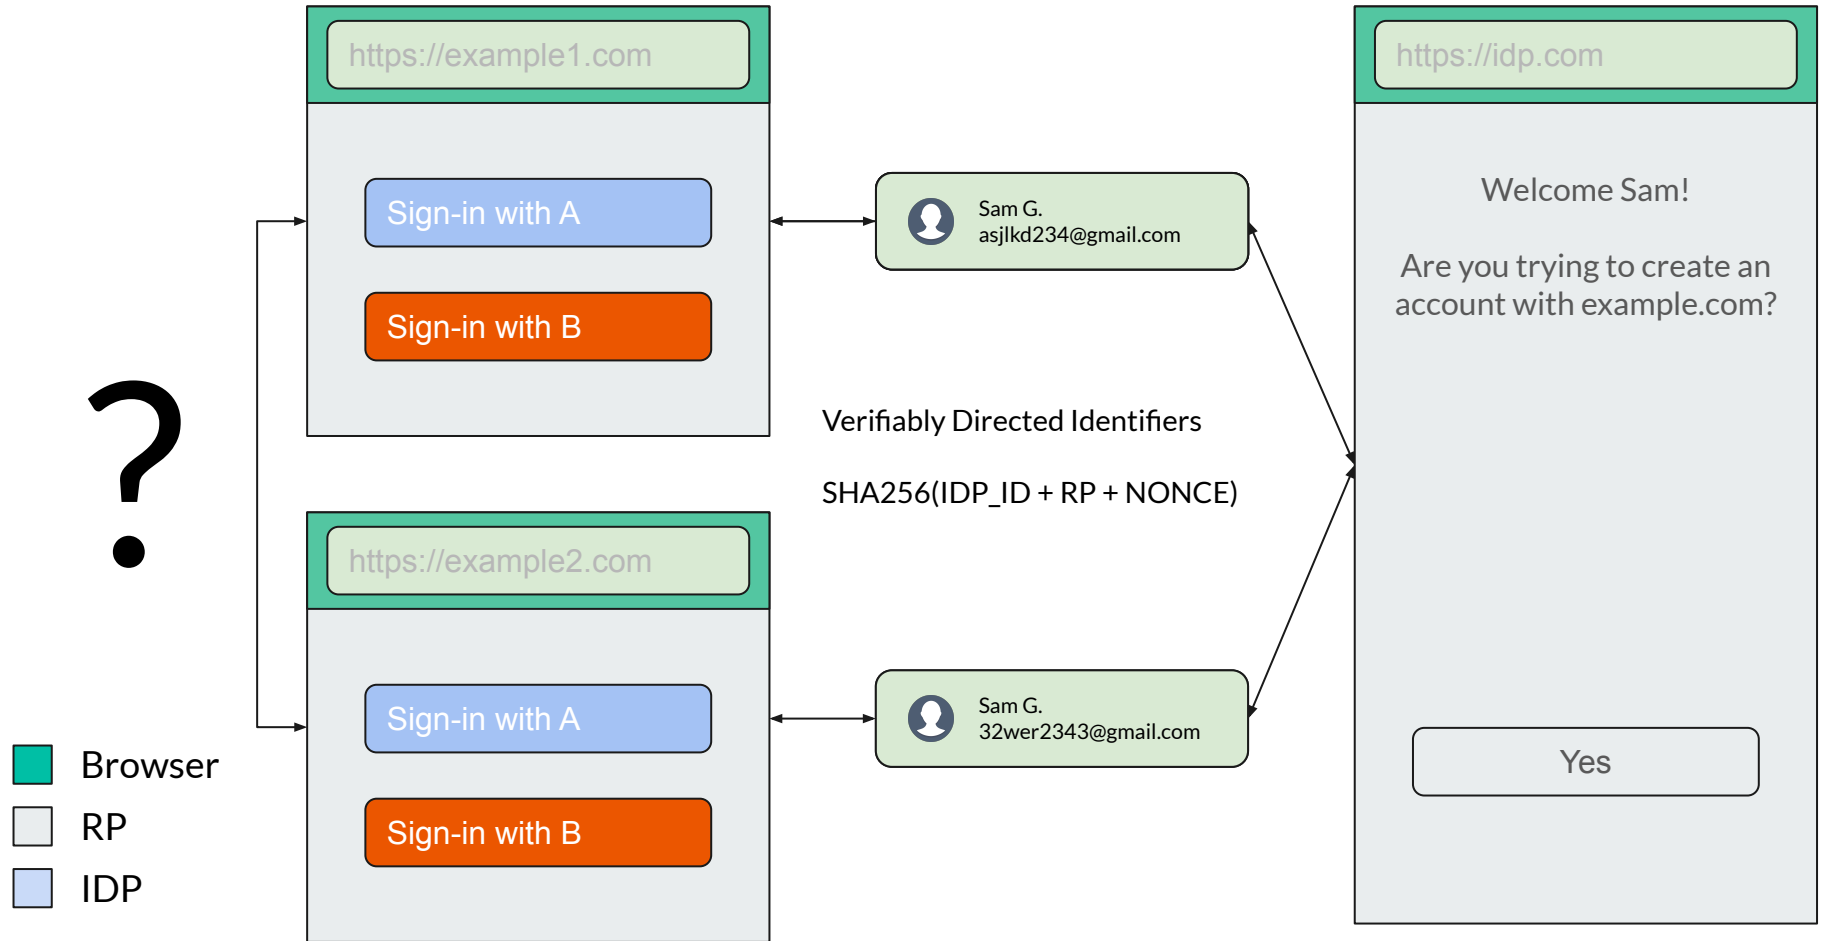 https://example1.com
Sign-in with A
Sign-in with B
Sam G.
asjlkd234@gmail.com
https://idp.com
Welcome Sam!
Are you trying to create an
account with example.com?
Yes
?
Verifiably Directed Identifiers
SHA256(IDP_ID + RP + NONCE)
https://example2.com
Sign-in with A
Sign-in with B
Sam G.
32wer2343@gmail.com
Browser
RP
IDP